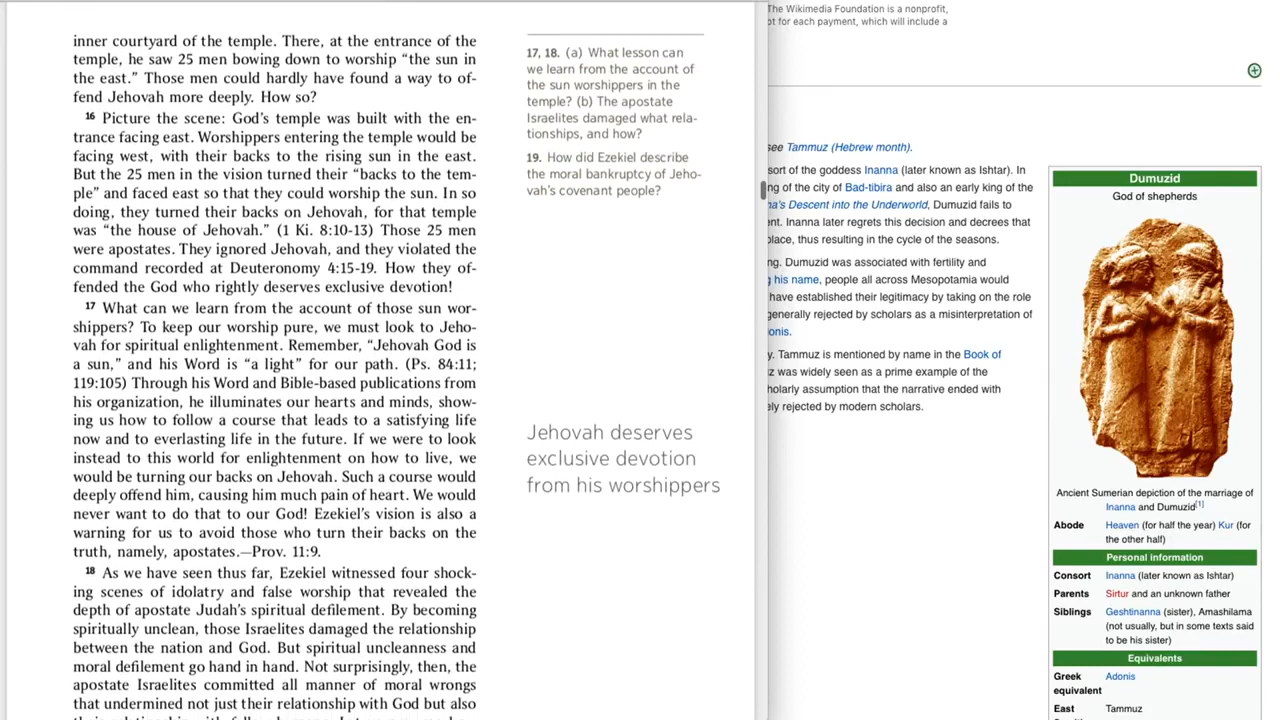 inner courtyard of the temple. There, at the entrance of the
temple, he saw 25 men bowing down to worship “the sun in
the east.” Those men could hardly have found a way to of-
fend Jehovah more deeply. How so?
16 Picture the scene: God’s temple was built with the en-
trance facing east. Worshippers entering the temple would be
facing west, with their backs to the rising sun in the east.
But the 25 men in the vision turned their “backs to the tem-
ple” and faced east so that they could worship the sun. In so
doing, they turned their backs on Jehovah, for that temple
was “the house of Jehovah.” (1 Ki. 8:10-13) Those 25 men
were apostates. They ignored Jehovah, and they violated the
command recorded at Deuteronomy 4:15-19. How they of-
fended the God who rightly deserves exclusive devotion!
17 What can we learn from the account of those sun wor-
shippers? To keep our worship pure, we must look to Jeho-
vah for spiritual enlightenment. Remember, “Jehovah God is
a sun,” and his Word is “a light” for our path. (Ps. 84:11;
119:105) Through his Word and Bible-based publications from
his organization, he illuminates our hearts and minds, show-
ing us how to follow a course that leads to a satisfying life
now and to everlasting life in the future. If we were to look
instead to this world for enlightenment on how to live, we
would be turning our backs on Jehovah. Such a course would
deeply offend him, causing him much pain of heart. We would
never want to do that to our God! Ezekiel’s vision is also a
warning for us to avoid those who turn their backs on the
truth, namely, apostates.—Prov. 11:9.
18 As we have seen thus far, Ezekiel witnessed four shock-
ing scenes of idolatry and false worship that revealed the
depth of apostate Judah’s spiritual defilement. By becoming
spiritually unclean, those Israelites damaged the relationship
between the nation and God. But spiritual uncleanness and
moral defilement go hand in hand. Not surprisingly, then, the
apostate Israelites committed all manner of moral wrongs
that undermined not just their relationship with God but also
17, 18. (a) What lesson can
we learn from the account of
the sun worshippers in the
temple? (b) The apostate
Israelites damaged what rela-
tionships, and how?
19. How did Ezekiel describe
the moral bankruptcy of Jeho-
vah’s covenant people?
Jehovah deserves
exclusive devotion
from his worshippers
The Wikimedia Foundation is a nonprofit,
ot for each payment, which will include a
see Tammuz (Hebrew month).
sort of the goddess Inanna (later known as Ishtar). In
ng of the city of Bad-tibira and also an early king of the
na's Descent into the Underworld, Dumuzid fails to
ent. Inanna later regrets this decision and decrees that
place, thus resulting in the cycle of the seasons.
ng. Dumuzid was associated with fertility and
g his name, people all across Mesopotamia would
have established their legitimacy by taking on the role
generally rejected by scholars as a misinterpretation of
onis.
y. Tammuz is mentioned by name in the Book of
z was widely seen as a prime example of the
holarly assumption that the narrative ended with
ely rejected by modern scholars.
Dumuzid
God of shepherds
Ancient Sumerian depiction of the marriage of
Inanna and Dumuzid[1]
Abode Heaven (for half the year) Kur (for
the other half)
Personal information
Consort Inanna (later known as Ishtar)
Parents Sirtur and an unknown father
Siblings Geshtinanna (sister), Amashilama
(not usually, but in some texts said
to be his sister)
Equivalents
Greek Adonis
equivalent
East Tammuz